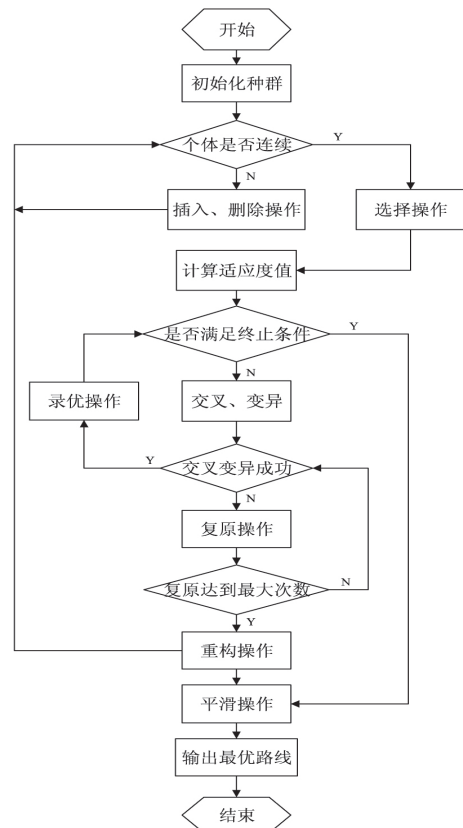 开始
初始化种群
个体是否连续
Y
N
插入、删除操作
选择操作
计算适应度值
是否满足终止条件
Y
N
录优操作
交叉、变异
交叉变异成功
Y
N
复原操作
复原达到最大次数
N
Y
重构操作
平滑操作
输出最优路线
结束